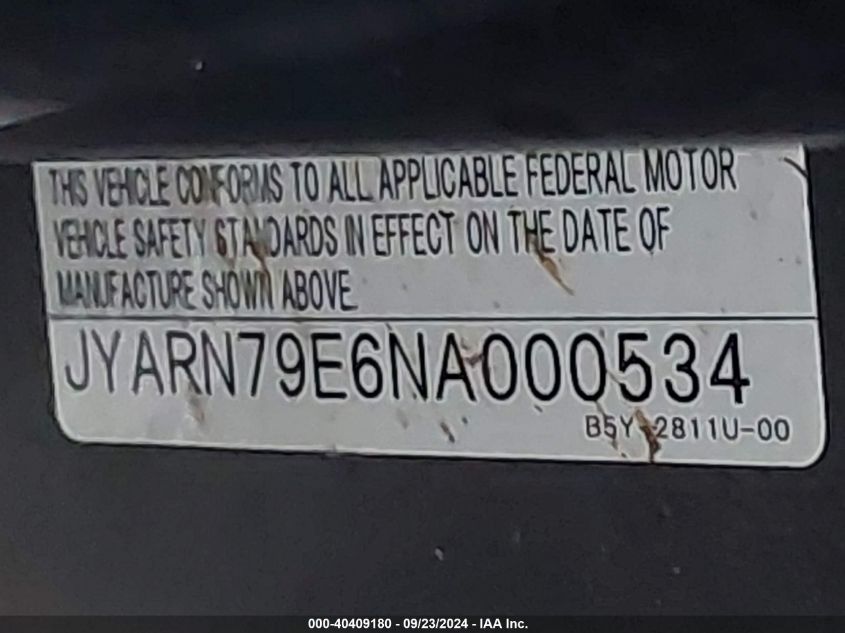 THIS VEHICLE CONFORMS TO ALL APPLICABLE FEDERAL MOTOR
VEHICLE SAFETY STANDARDS IN EFFECT ON THE DATE OF
MANUFACTURE SHOWN ABOVE.
JYARN79E6NA000534
B5Y-2811U-00
000-40409180 - 09/23/2024 - IAA Inc.